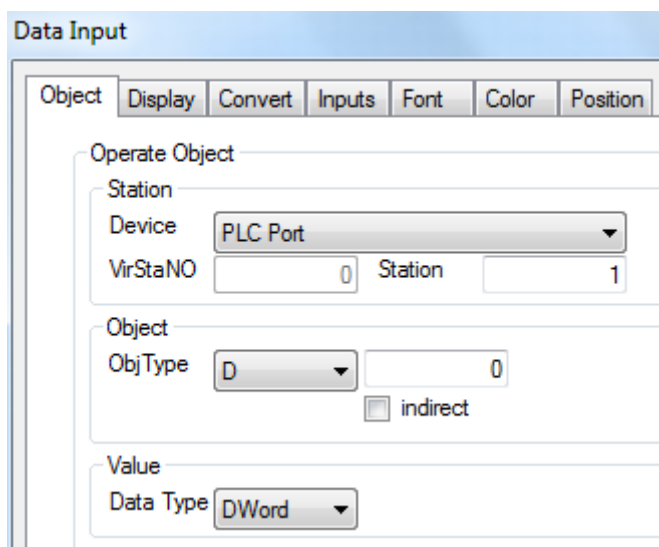 Data Input
Object Display Convert Inputs Font Color Position
Operate Object
Station
Device PLC Port
VirStaNO 0 Station 1
Object
ObjType D 0
indirect
Value
Data Type DWord